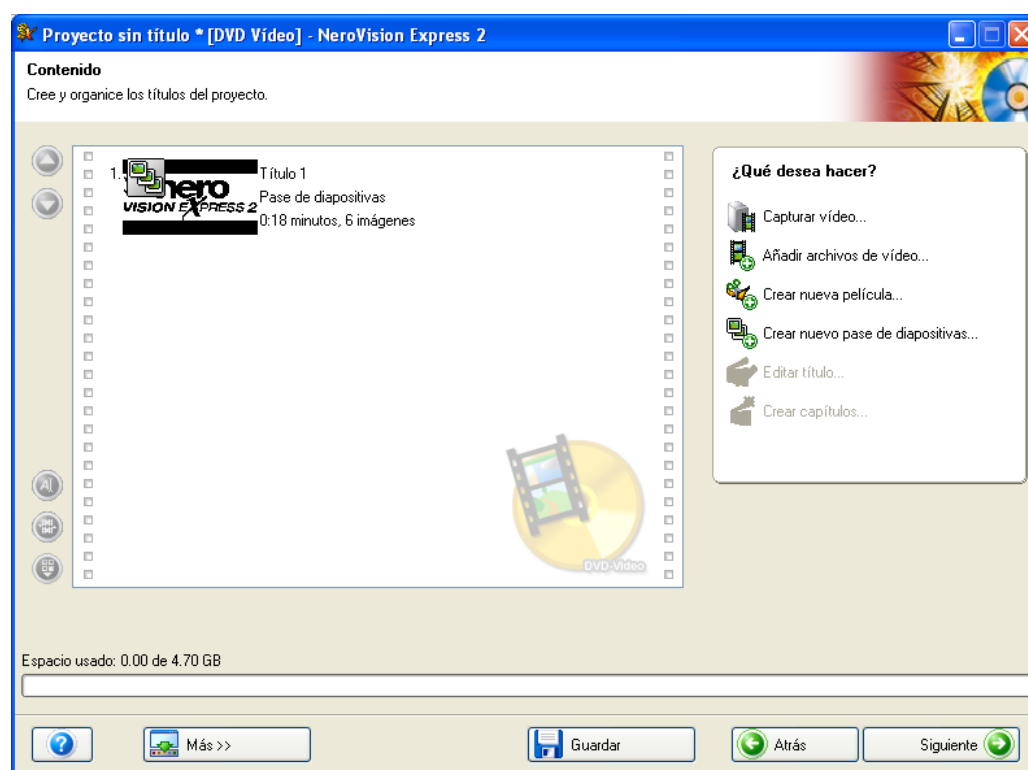 Proyecto sin título * [DVD Vídeo] - NeroVision Express 2
Contenido
Cree y organice los títulos del proyecto.
1.
nero
VISION EXPRESS 2
Título 1
Pase de diapositivas
0:18 minutos, 6 imágenes
DVD-Video
¿Qué desea hacer?
Capturar vídeo...
Añadir archivos de vídeo...
Crear nueva película...
Crear nuevo pase de diapositivas...
Editar título...
Crear capítulos...
Espacio usado: 0.00 de 4.70 GB
Más >>
Guardar
Atrás
Siguiente